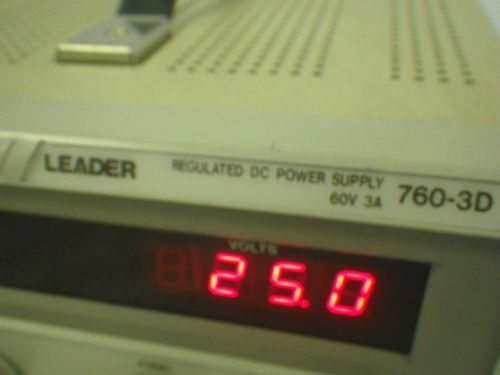 LEADER
REGULATED DC POWER SUPPLY
60V 3A
760-3D
VOLTS
25.0